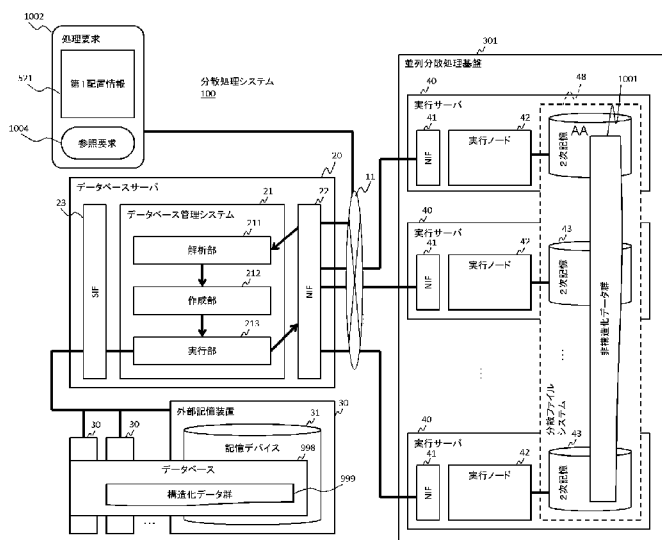 1002
処理要求
521
第1配置情報
1004
参照要求
分散処理システム
100
20
データベースサーバ
23
SIF
21
データベース管理システム
211
解析部
212
作成部
213
実行部
22
NIF
11
30
30
外部記憶装置
30
31
記憶デバイス
998
データベース
構造化データ群
999
...
301
並列分散処理基盤
40
実行サーバ
41
NIF
42
実行ノード
48
1001
AA
2次記憶
40
実行サーバ
41
NIF
42
実行ノード
43
2次記憶
非構造化データ群
...
...
分散ファイル
システム
40
実行サーバ
41
NIF
42
実行ノード
43
2次記憶